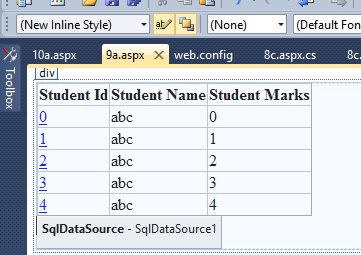 (New Inline Style)
(None)
(Default Fon
10a.aspx
9a.aspx
web.config
8c.aspx.cs
8c.
Toolbox
div
Student Id Student Name Student Marks
0 abc 0
1 abc 1
2 abc 2
3 abc 3
4 abc 4
SqlDataSource - SqlDataSource1